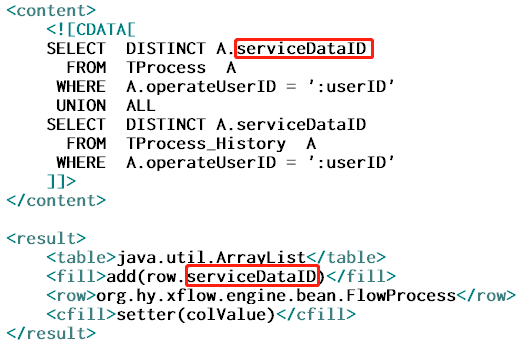 <content>
<![CDATA[
SELECT DISTINCT A.serviceDataID
FROM TProcess A
WHERE A.operateUserID = ':userID'
UNION ALL
SELECT DISTINCT A.serviceDataID
FROM TProcess_History A
WHERE A.operateUserID = ':userID'
]]>
</content>
<result>
<table>java.util.ArrayList</table>
<fill>add(row.serviceDataID)</fill>
<row>org.hy.xflow.engine.bean.FlowProcess</row>
<cfill>setter(colValue)</cfill>
</result>